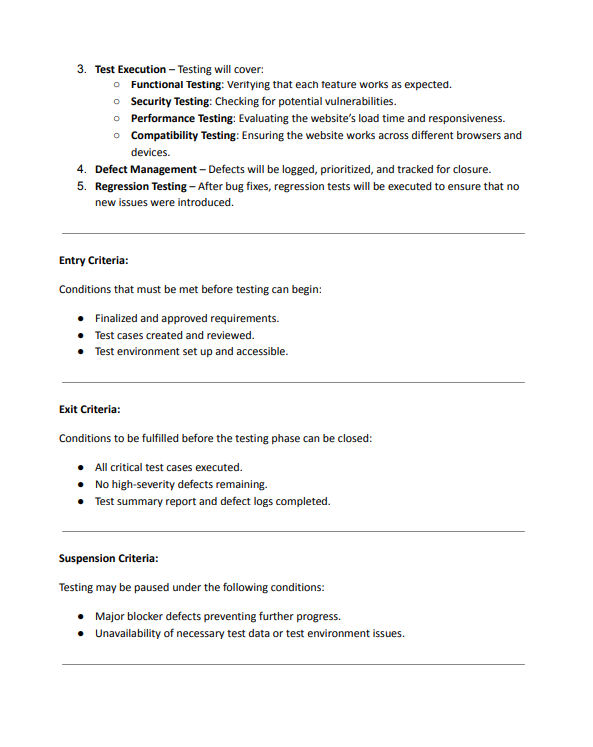 3. Test Execution – Testing will cover:
○ Functional Testing: Verifying that each feature works as expected.
○ Security Testing: Checking for potential vulnerabilities.
○ Performance Testing: Evaluating the website’s load time and responsiveness.
○ Compatibility Testing: Ensuring the website works across different browsers and
devices.
4. Defect Management – Defects will be logged, prioritized, and tracked for closure.
5. Regression Testing – After bug fixes, regression tests will be executed to ensure that no
new issues were introduced.
Entry Criteria:
Conditions that must be met before testing can begin:
● Finalized and approved requirements.
● Test cases created and reviewed.
● Test environment set up and accessible.
Exit Criteria:
Conditions to be fulfilled before the testing phase can be closed:
● All critical test cases executed.
● No high-severity defects remaining.
● Test summary report and defect logs completed.
Suspension Criteria:
Testing may be paused under the following conditions:
● Major blocker defects preventing further progress.
● Unavailability of necessary test data or test environment issues.